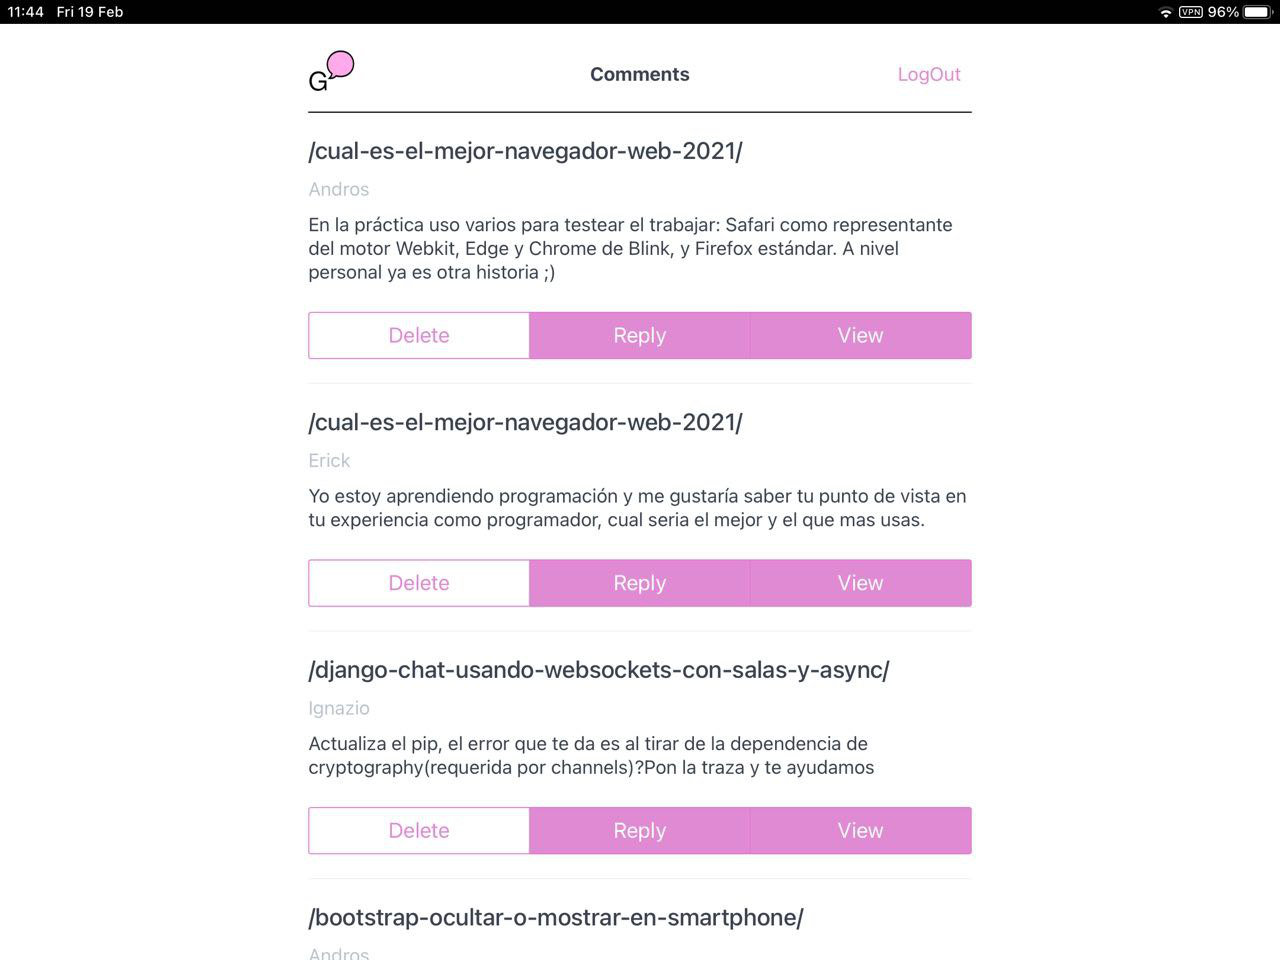 11:44 Fri 19 Feb
VPN 96%
G
Comments
LogOut
/cual-es-el-mejor-navegador-web-2021/
Andros
En la práctica uso varios para testear el trabajar: Safari como representante
del motor Webkit, Edge y Chrome de Blink, y Firefox estándar. A nivel
personal ya es otra historia ;)
Delete
Reply
View
/cual-es-el-mejor-navegador-web-2021/
Erick
Yo estoy aprendiendo programación y me gustaría saber tu punto de vista en
tu experiencia como programador, cual seria el mejor y el que mas usas.
Delete
Reply
View
/django-chat-usando-websockets-con-salas-y-async/
Ignazio
Actualiza el pip, el error que te da es al tirar de la dependencia de
cryptography(requerida por channels)?Pon la traza y te ayudamos
Delete
Reply
View
/bootstrap-ocultar-o-mostrar-en-smartphone/
Andros